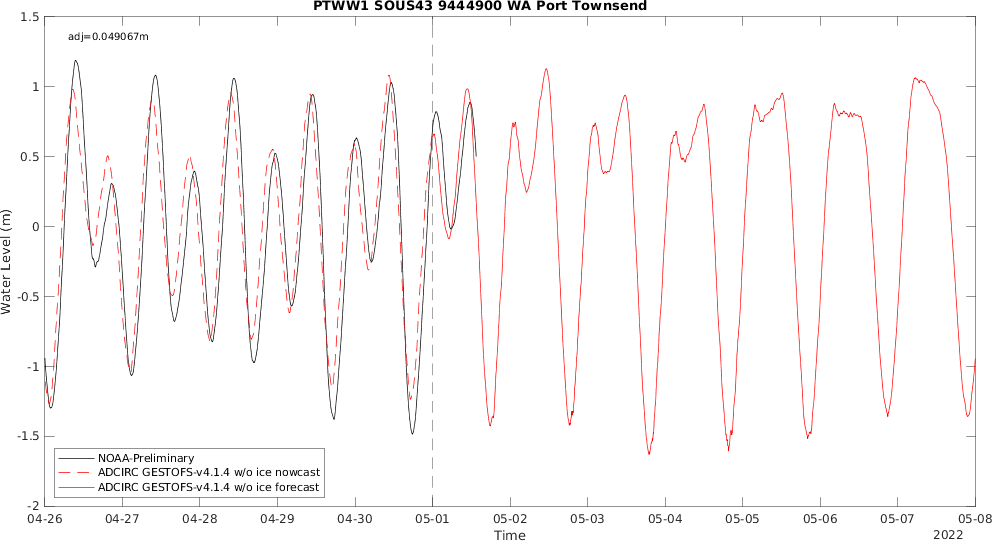 PTWW1 SOUS43 9444900 WA Port Townsend
adj=0.049067m
1.5
1
0.5
0
-0.5
-1
-1.5
-2
Water Level (m)
NOAA-Preliminary
ADCIRC GESTOFS-v4.1.4 w/o ice nowcast
ADCIRC GESTOFS-v4.1.4 w/o ice forecast
04-26 04-27 04-28 04-29 04-30 05-01 05-02 05-03 05-04 05-05 05-06 05-07 05-08
Time
2022